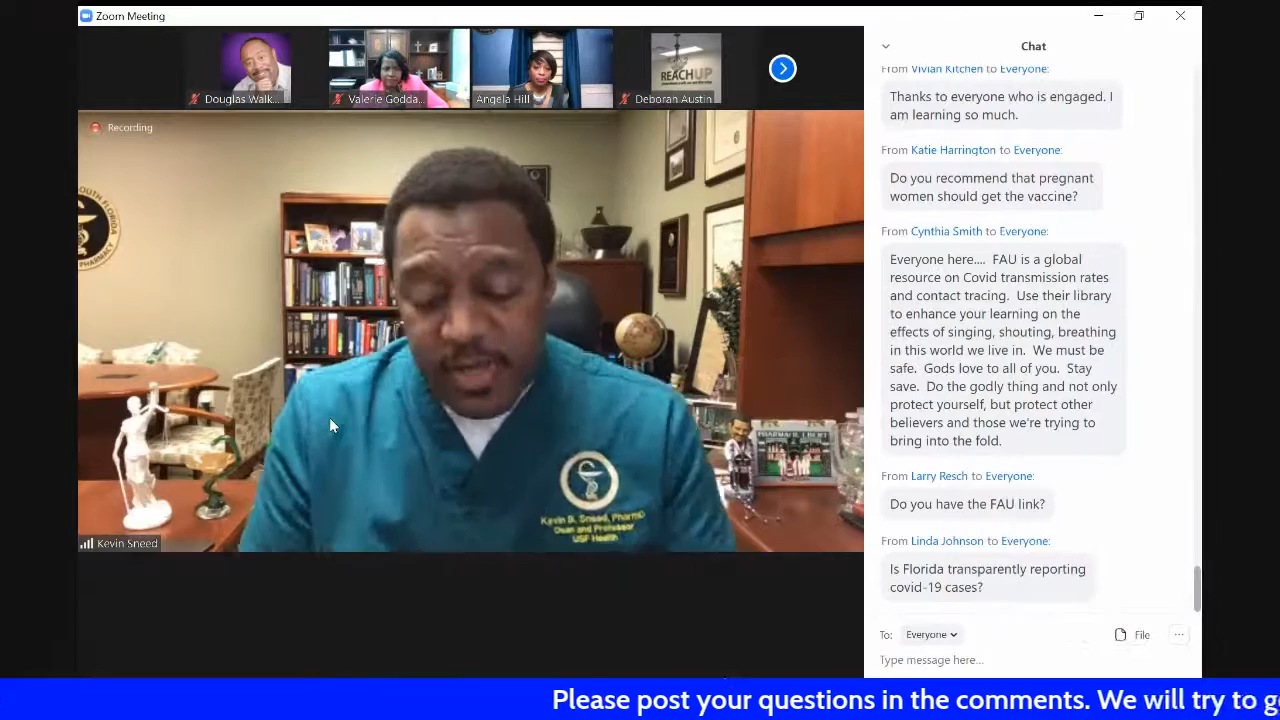 Zoom Meeting
Douglas Walk...
Valerie Godda...
Angela Hill
REACHUP
Deborah Austin
Recording
SOUTH FLORIDA
PHARMACY
Kevin B. Sneed, PharmD
Dean and Professor
USF Health
Kevin Sneed
Chat
From Vivian Kitchen to Everyone:
Thanks to everyone who is engaged. I
am learning so much.
From Katie Harrington to Everyone:
Do you recommend that pregnant
women should get the vaccine?
From Cynthia Smith to Everyone:
Everyone here.... FAU is a global
resource on Covid transmission rates
and contact tracing. Use their library
to enhance your learning on the
effects of singing, shouting, breathing
in this world we live in. We must be
safe. Gods love to all of you. Stay
save. Do the godly thing and not only
protect yourself, but protect other
believers and those we're trying to
bring into the fold.
From Larry Resch to Everyone:
Do you have the FAU link?
From Linda Johnson to Everyone:
Is Florida transparently reporting
covid-19 cases?
To: Everyone
File
Type message here...
Please post your questions in the comments. We will try to g